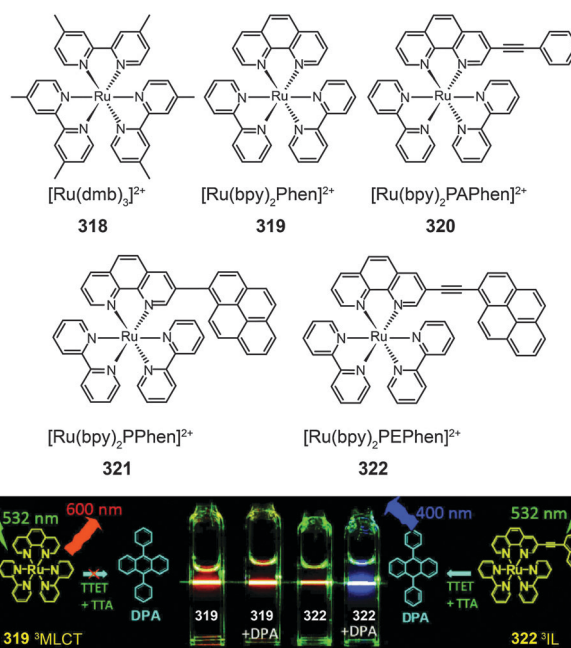 [Ru(dmb)₃]²⁺ [Ru(bpy)₂Phen]²⁺ [Ru(bpy)₂PAPhen]²⁺
318 319 320
[Ru(bpy)₂PPhen]²⁺ [Ru(bpy)₂PEPhen]²⁺
321 322
532 nm 600 nm 400 nm 532 nm
TTET + TTA
DPA
319 ³MLCT
319
319 +DPA
322
322 +DPA
DPA
TTET + TTA
322 ³IL